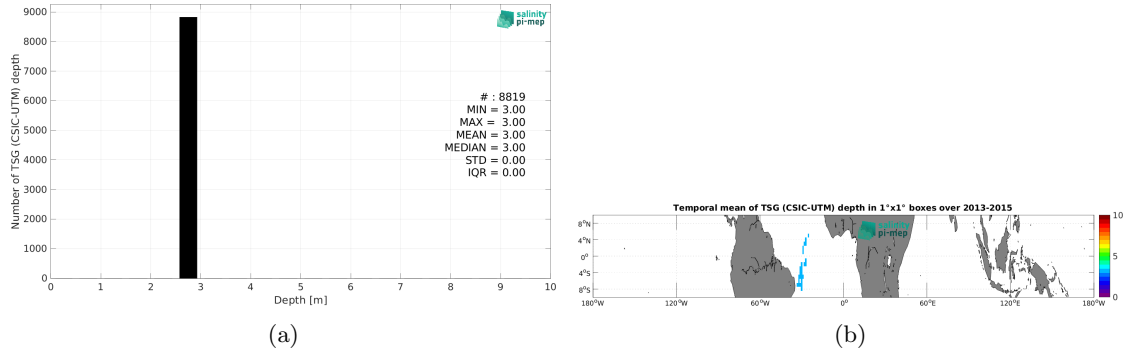 9000
8000
7000
6000
5000
4000
3000
2000
1000
0
Number of TSG (CSIC-UTM) depth
0 1 2 3 4 5 6 7 8 9 10
Depth [m]
salinity
pi-mep
# : 8819
MIN = 3.00
MAX = 3.00
MEAN = 3.00
MEDIAN = 3.00
STD = 0.00
IQR = 0.00
(a)
Temporal mean of TSG (CSIC-UTM) depth in 1°x1° boxes over 2013-2015
salinity
pi-mep
8°N
4°N
0°
4°S
8°S
180°W 120°W 60°W 0° 60°E 120°E 180°W
10
5
0
(b)